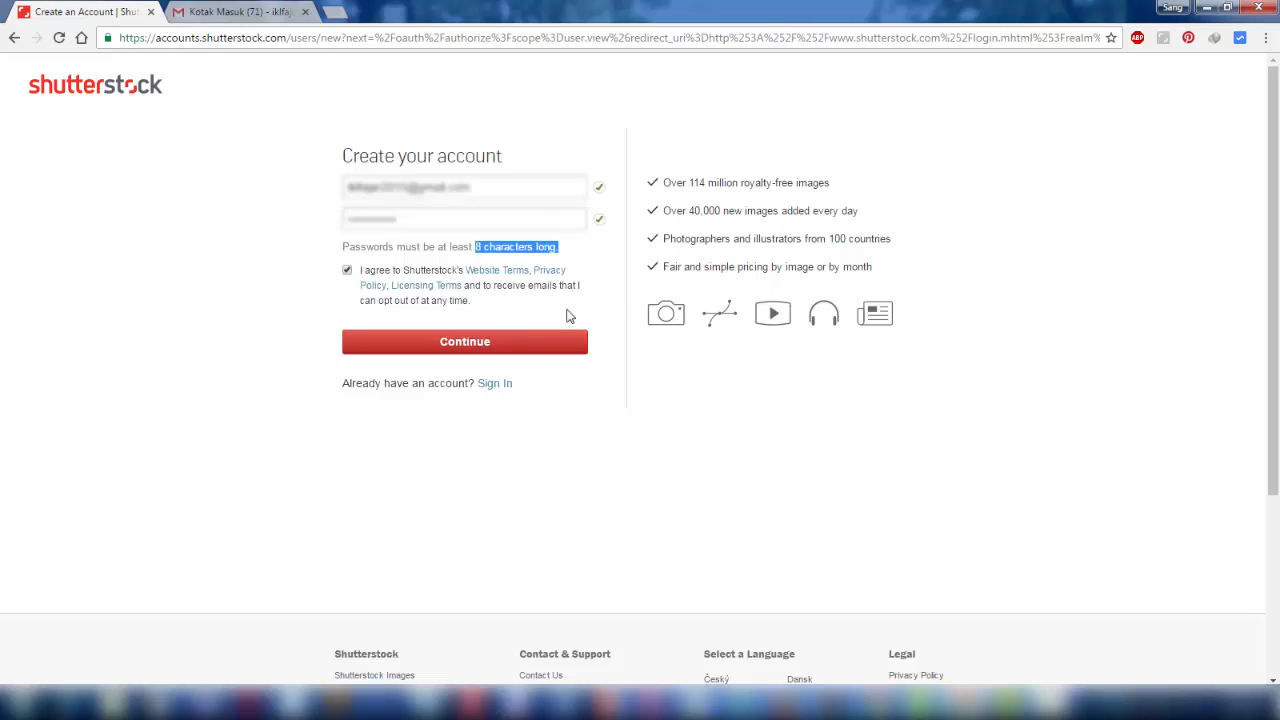 Create an Account | Shut
Kotak Masuk (71) - iklfaj
Sang
https://accounts.shutterstock.com/users/new?next=%2Foauth%2Fauthorize%3Fscope%3Duser.view%26redirect_uri%3Dhttp%253A%252F%252Fwww.shutterstock.com%252Flogin.mhtml%253Frealm%
ABP
shutterstock
Create your account
Passwords must be at least 8 characters long.
I agree to Shutterstock's Website Terms, Privacy
Policy, Licensing Terms and to receive emails that I
can opt out of at any time.
Continue
Already have an account? Sign In
Over 114 million royalty-free images
Over 40,000 new images added every day
Photographers and illustrators from 100 countries
Fair and simple pricing by image or by month
Shutterstock
Contact & Support
Select a Language
Legal
Shutterstock Images
Contact Us
Český
Dansk
Privacy Policy